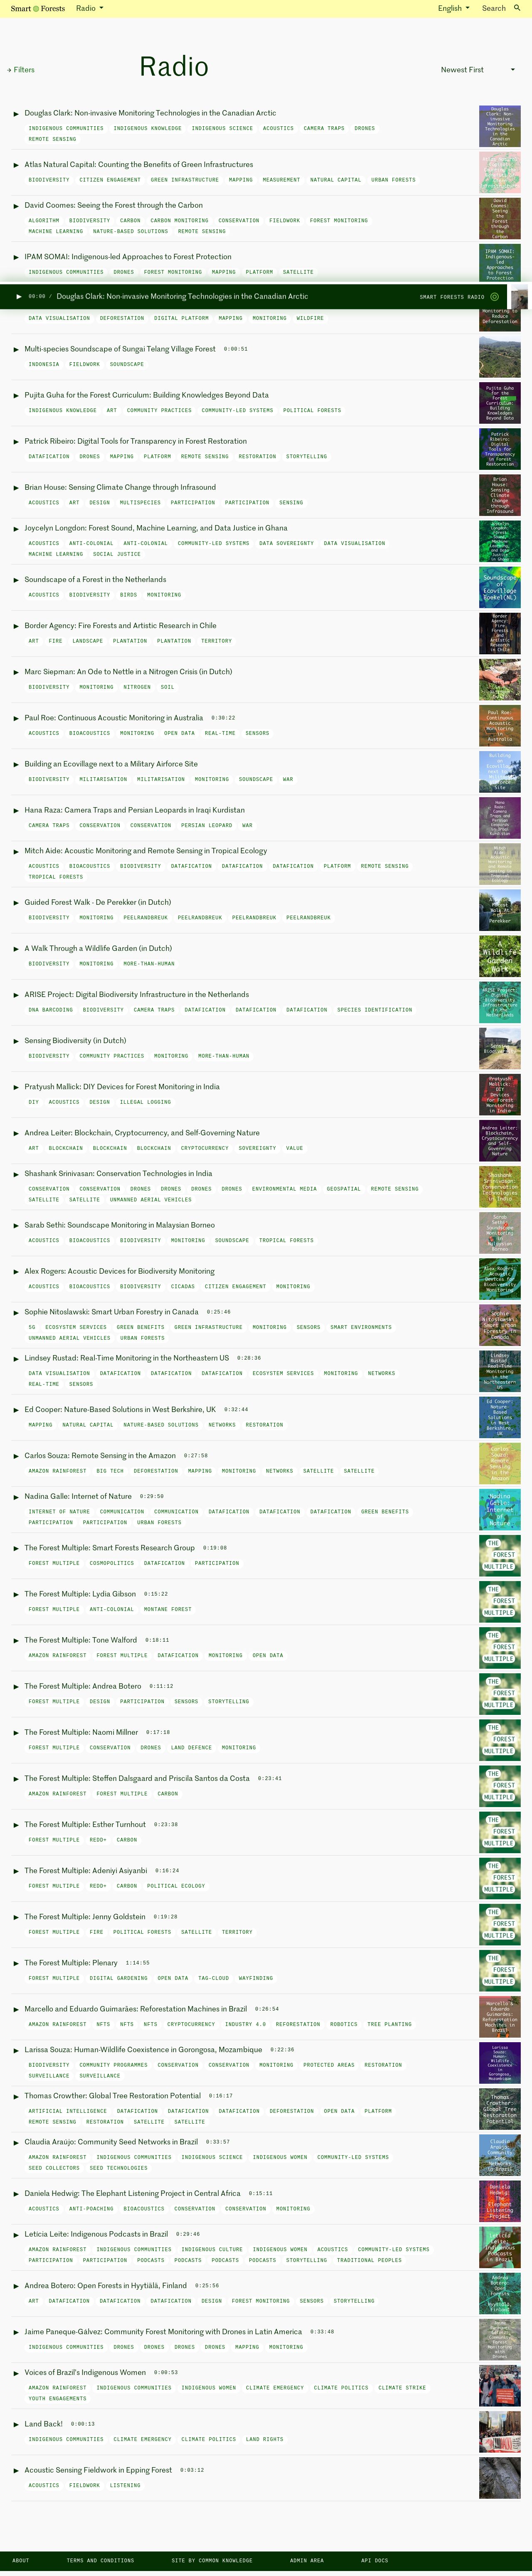 Smart Forests
Radio
English
Search
Filters
Radio
Newest First
Douglas Clark: Non-invasive Monitoring Technologies in the Canadian Arctic
INDIGENOUS COMMUNITIES INDIGENOUS KNOWLEDGE INDIGENOUS SCIENCE ACOUSTICS CAMERA TRAPS DRONES
REMOTE SENSING
Atlas Natural Capital: Counting the Benefits of Green Infrastructures
BIODIVERSITY CITIZEN ENGAGEMENT GREEN INFRASTRUCTURE MAPPING MEASUREMENT NATURAL CAPITAL URBAN FORESTS
David Coomes: Seeing the Forest through the Carbon
ALGORITHM BIODIVERSITY CARBON CARBON MONITORING CONSERVATION FIELDWORK FOREST MONITORING
MACHINE LEARNING NATURE-BASED SOLUTIONS REMOTE SENSING
IPAM SOMAI: Indigenous-led Approaches to Forest Protection
INDIGENOUS COMMUNITIES DRONES FOREST MONITORING MAPPING PLATFORM SATELLITE
00:00 / Douglas Clark: Non-invasive Monitoring Technologies in the Canadian Arctic
SMART FORESTS RADIO
DATA VISUALISATION DEFORESTATION DIGITAL PLATFORM MAPPING MONITORING WILDFIRE
Multi-species Soundscape of Sungai Telang Village Forest 0:00:51
INDONESIA FIELDWORK SOUNDSCAPE
Pujita Guha for the Forest Curriculum: Building Knowledges Beyond Data
INDIGENOUS KNOWLEDGE ART COMMUNITY PRACTICES COMMUNITY-LED SYSTEMS POLITICAL FORESTS
Patrick Ribeiro: Digital Tools for Transparency in Forest Restoration
DATAFICATION DRONES MAPPING PLATFORM REMOTE SENSING RESTORATION STORYTELLING
Brian House: Sensing Climate Change through Infrasound
ACOUSTICS ART DESIGN MULTISPECIES PARTICIPATION PARTICIPATION SENSING
Joycelyn Longdon: Forest Sound, Machine Learning, and Data Justice in Ghana
ACOUSTICS ANTI-COLONIAL ANTI-COLONIAL COMMUNITY-LED SYSTEMS DATA SOVEREIGNTY DATA VISUALISATION
MACHINE LEARNING SOCIAL JUSTICE
Soundscape of a Forest in the Netherlands
ACOUSTICS BIODIVERSITY BIRDS MONITORING
Border Agency: Fire Forests and Artistic Research in Chile
ART FIRE LANDSCAPE PLANTATION PLANTATION TERRITORY
Marc Siepman: An Ode to Nettle in a Nitrogen Crisis (in Dutch)
BIODIVERSITY MONITORING NITROGEN SOIL
Paul Roe: Continuous Acoustic Monitoring in Australia 0:30:22
ACOUSTICS BIOACOUSTICS MONITORING OPEN DATA REAL-TIME SENSORS
Building an Ecovillage next to a Military Airforce Site
BIODIVERSITY MILITARISATION MILITARISATION MONITORING SOUNDSCAPE WAR
Hana Raza: Camera Traps and Persian Leopards in Iraqi Kurdistan
CAMERA TRAPS CONSERVATION CONSERVATION PERSIAN LEOPARD WAR
Mitch Aide: Acoustic Monitoring and Remote Sensing in Tropical Ecology
ACOUSTICS BIOACOUSTICS BIODIVERSITY DATAFICATION DATAFICATION DATAFICATION PLATFORM REMOTE SENSING
TROPICAL FORESTS
Guided Forest Walk - De Perekker (in Dutch)
BIODIVERSITY MONITORING PEELRANDBREUK PEELRANDBREUK PEELRANDBREUK PEELRANDBREUK
A Walk Through a Wildlife Garden (in Dutch)
BIODIVERSITY MONITORING MORE-THAN-HUMAN
ARISE Project: Digital Biodiversity Infrastructure in the Netherlands
DNA BARCODING BIODIVERSITY CAMERA TRAPS DATAFICATION DATAFICATION DATAFICATION SPECIES IDENTIFICATION
Sensing Biodiversity (in Dutch)
BIODIVERSITY COMMUNITY PRACTICES MONITORING MORE-THAN-HUMAN
Pratyush Mallick: DIY Devices for Forest Monitoring in India
DIY ACOUSTICS DESIGN ILLEGAL LOGGING
Andrea Leiter: Blockchain, Cryptocurrency, and Self-Governing Nature
ART BLOCKCHAIN BLOCKCHAIN BLOCKCHAIN CRYPTOCURRENCY SOVEREIGNTY VALUE
Shashank Srinivasan: Conservation Technologies in India
CONSERVATION CONSERVATION DRONES DRONES DRONES DRONES ENVIRONMENTAL MEDIA GEOSPATIAL REMOTE SENSING
SATELLITE SATELLITE UNMANNED AERIAL VEHICLES
Sarab Sethi: Soundscape Monitoring in Malaysian Borneo
ACOUSTICS BIOACOUSTICS BIODIVERSITY MONITORING SOUNDSCAPE TROPICAL FORESTS
Alex Rogers: Acoustic Devices for Biodiversity Monitoring
ACOUSTICS BIOACOUSTICS BIODIVERSITY CICADAS CITIZEN ENGAGEMENT MONITORING
Sophie Nitoslawski: Smart Urban Forestry in Canada 0:25:46
5G ECOSYSTEM SERVICES GREEN BENEFITS GREEN INFRASTRUCTURE MONITORING SENSORS SMART ENVIRONMENTS
UNMANNED AERIAL VEHICLES URBAN FORESTS
Lindsey Rustad: Real-Time Monitoring in the Northeastern US 0:28:36
DATA VISUALISATION DATAFICATION DATAFICATION DATAFICATION ECOSYSTEM SERVICES MONITORING NETWORKS
REAL-TIME SENSORS
Ed Cooper: Nature-Based Solutions in West Berkshire, UK 0:32:44
MAPPING NATURAL CAPITAL NATURE-BASED SOLUTIONS NETWORKS RESTORATION
Carlos Souza: Remote Sensing in the Amazon 0:27:58
AMAZON RAINFOREST BIG TECH DEFORESTATION MAPPING MONITORING NETWORKS SATELLITE SATELLITE
Nadina Galle: Internet of Nature 0:29:50
INTERNET OF NATURE COMMUNICATION COMMUNICATION DATAFICATION DATAFICATION DATAFICATION GREEN BENEFITS
PARTICIPATION PARTICIPATION URBAN FORESTS
The Forest Multiple: Smart Forests Research Group 0:19:08
FOREST MULTIPLE COSMOPOLITICS DATAFICATION PARTICIPATION
The Forest Multiple: Lydia Gibson 0:15:22
FOREST MULTIPLE ANTI-COLONIAL MONTANE FOREST
The Forest Multiple: Tone Walford 0:18:11
AMAZON RAINFOREST FOREST MULTIPLE DATAFICATION MONITORING OPEN DATA
The Forest Multiple: Andrea Botero 0:11:12
FOREST MULTIPLE DESIGN PARTICIPATION SENSORS STORYTELLING
The Forest Multiple: Naomi Millner 0:17:18
FOREST MULTIPLE CONSERVATION DRONES LAND DEFENCE MONITORING
The Forest Multiple: Steffen Dalsgaard and Priscila Santos da Costa 0:23:41
AMAZON RAINFOREST FOREST MULTIPLE CARBON
The Forest Multiple: Esther Turnhout 0:23:38
FOREST MULTIPLE REDD+ CARBON
The Forest Multiple: Adeniyi Asiyanbi 0:16:24
FOREST MULTIPLE REDD+ CARBON POLITICAL ECOLOGY
The Forest Multiple: Jenny Goldstein 0:19:28
FOREST MULTIPLE FIRE POLITICAL FORESTS SATELLITE TERRITORY
The Forest Multiple: Plenary 1:14:55
FOREST MULTIPLE DIGITAL GARDENING OPEN DATA TAG-CLOUD WAYFINDING
Marcello and Eduardo Guimarães: Reforestation Machines in Brazil 0:26:54
AMAZON RAINFOREST NFTS NFTS NFTS CRYPTOCURRENCY INDUSTRY 4.0 REFORESTATION ROBOTICS TREE PLANTING
Larissa Souza: Human-Wildlife Coexistence in Gorongosa, Mozambique 0:22:36
BIODIVERSITY COMMUNITY PROGRAMMES CONSERVATION CONSERVATION MONITORING PROTECTED AREAS RESTORATION
SURVEILLANCE SURVEILLANCE
Thomas Crowther: Global Tree Restoration Potential 0:16:17
ARTIFICIAL INTELLIGENCE DATAFICATION DATAFICATION DATAFICATION DEFORESTATION OPEN DATA PLATFORM
REMOTE SENSING RESTORATION SATELLITE SATELLITE
Claudia Araújo: Community Seed Networks in Brazil 0:33:57
AMAZON RAINFOREST INDIGENOUS COMMUNITIES INDIGENOUS SCIENCE INDIGENOUS WOMEN COMMUNITY-LED SYSTEMS
SEED COLLECTORS SEED TECHNOLOGIES
Daniela Hedwig: The Elephant Listening Project in Central Africa 0:15:11
ACOUSTICS ANTI-POACHING BIOACOUSTICS CONSERVATION CONSERVATION MONITORING
Letícia Leite: Indigenous Podcasts in Brazil 0:29:46
AMAZON RAINFOREST INDIGENOUS COMMUNITIES INDIGENOUS CULTURE INDIGENOUS WOMEN ACOUSTICS COMMUNITY-LED SYSTEMS
PARTICIPATION PARTICIPATION PODCASTS PODCASTS PODCASTS PODCASTS STORYTELLING TRADITIONAL PEOPLES
Andrea Botero: Open Forests in Hyytiälä, Finland 0:25:56
ART DATAFICATION DATAFICATION DATAFICATION DESIGN FOREST MONITORING SENSORS STORYTELLING
Jaime Paneque-Gálvez: Community Forest Monitoring with Drones in Latin America 0:33:48
INDIGENOUS COMMUNITIES DRONES DRONES DRONES DRONES MAPPING MONITORING
Voices of Brazil's Indigenous Women 0:00:53
AMAZON RAINFOREST INDIGENOUS COMMUNITIES INDIGENOUS WOMEN CLIMATE EMERGENCY CLIMATE POLITICS CLIMATE STRIKE
YOUTH ENGAGEMENTS
Land Back! 0:00:13
INDIGENOUS COMMUNITIES CLIMATE EMERGENCY CLIMATE POLITICS LAND RIGHTS
Acoustic Sensing Fieldwork in Epping Forest 0:03:12
ACOUSTICS FIELDWORK LISTENING
ABOUT TERMS AND CONDITIONS SITE BY COMMON KNOWLEDGE ADMIN AREA API DOCS